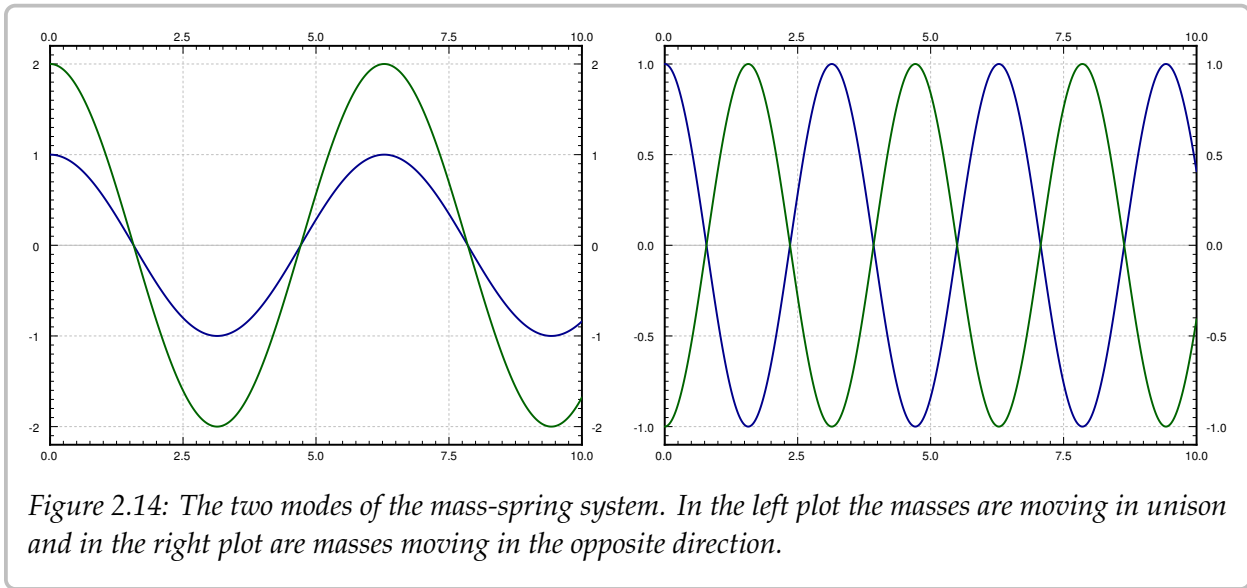 0.0 2.5 5.0 7.5 10.0
2 2
1 1
0 0
-1 -1
-2 -2
0.0 2.5 5.0 7.5 10.0
0.0 2.5 5.0 7.5 10.0
1.0 1.0
0.5 0.5
0.0 0.0
-0.5 -0.5
-1.0 -1.0
0.0 2.5 5.0 7.5 10.0
Figure 2.14: The two modes of the mass-spring system. In the left plot the masses are moving in unison
and in the right plot are masses moving in the opposite direction.